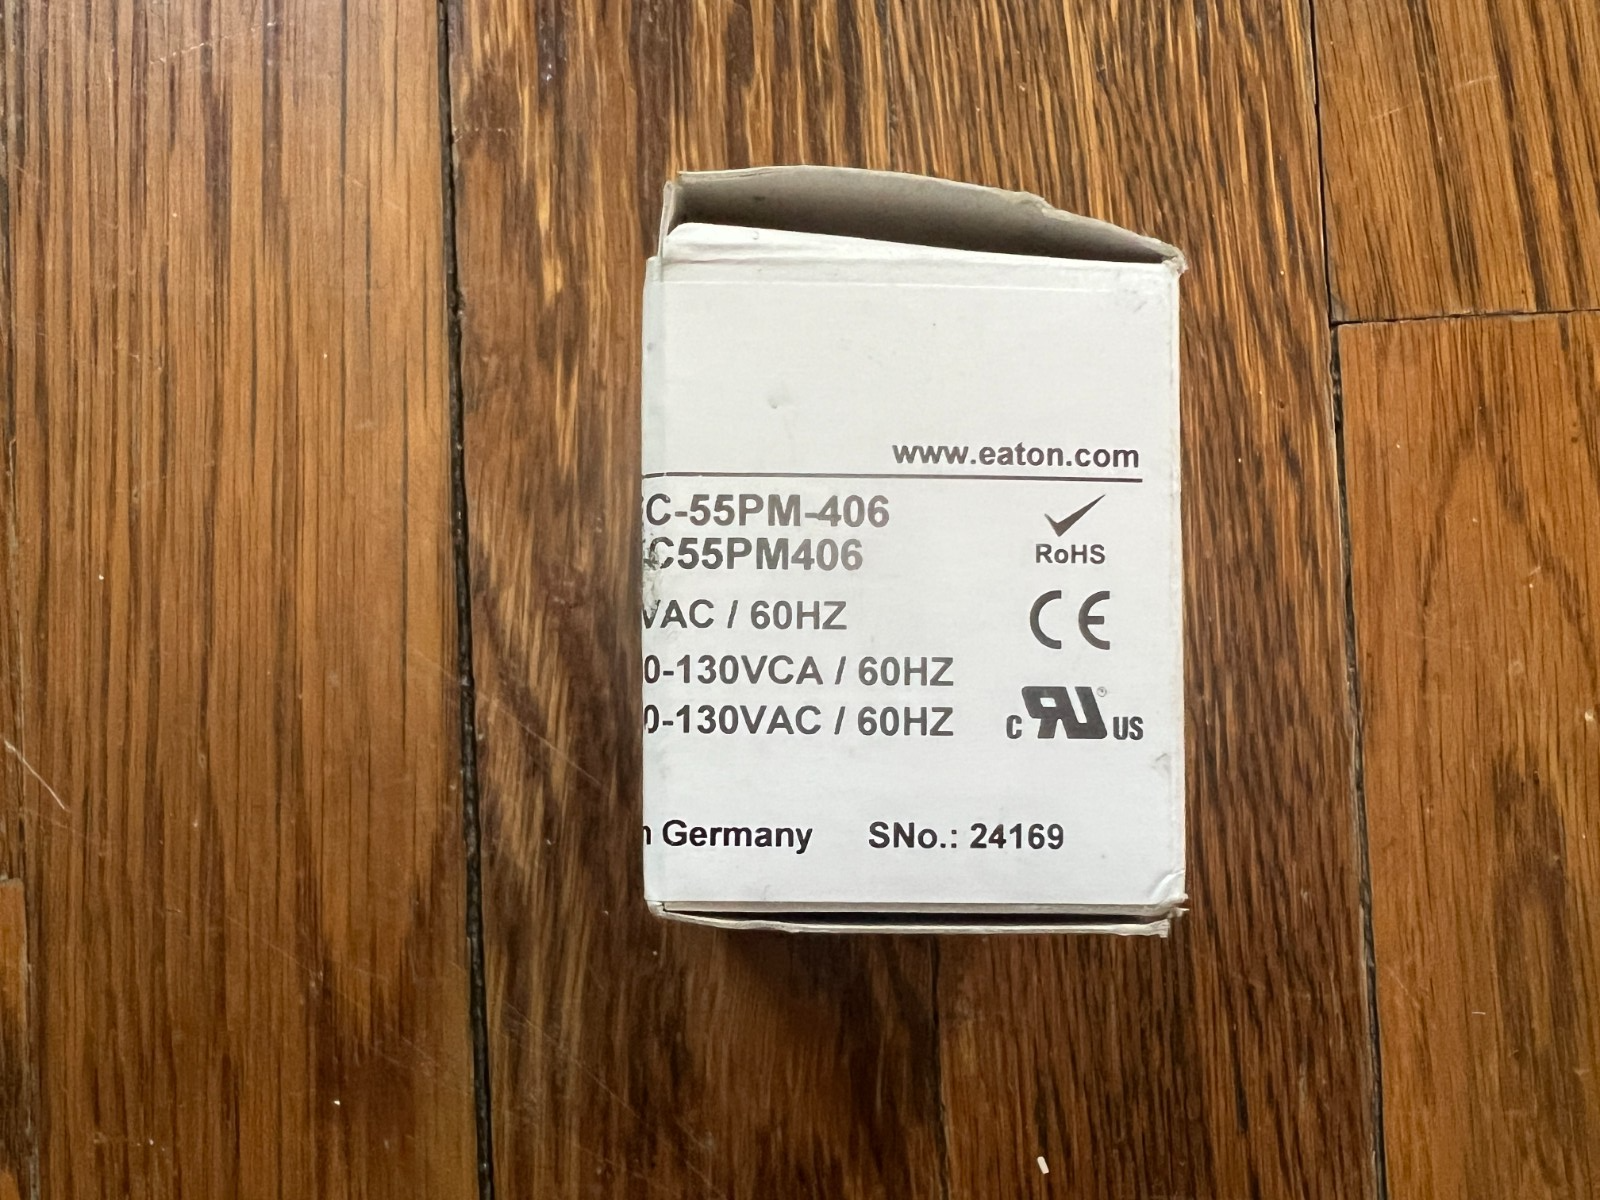 www.eaton.com
C-55PM-406
C55PM406
VAC / 60HZ
0-130VCA / 60HZ
0-130VAC / 60HZ
RoHS
CE
c RU ® US
Germany SNo.: 24169